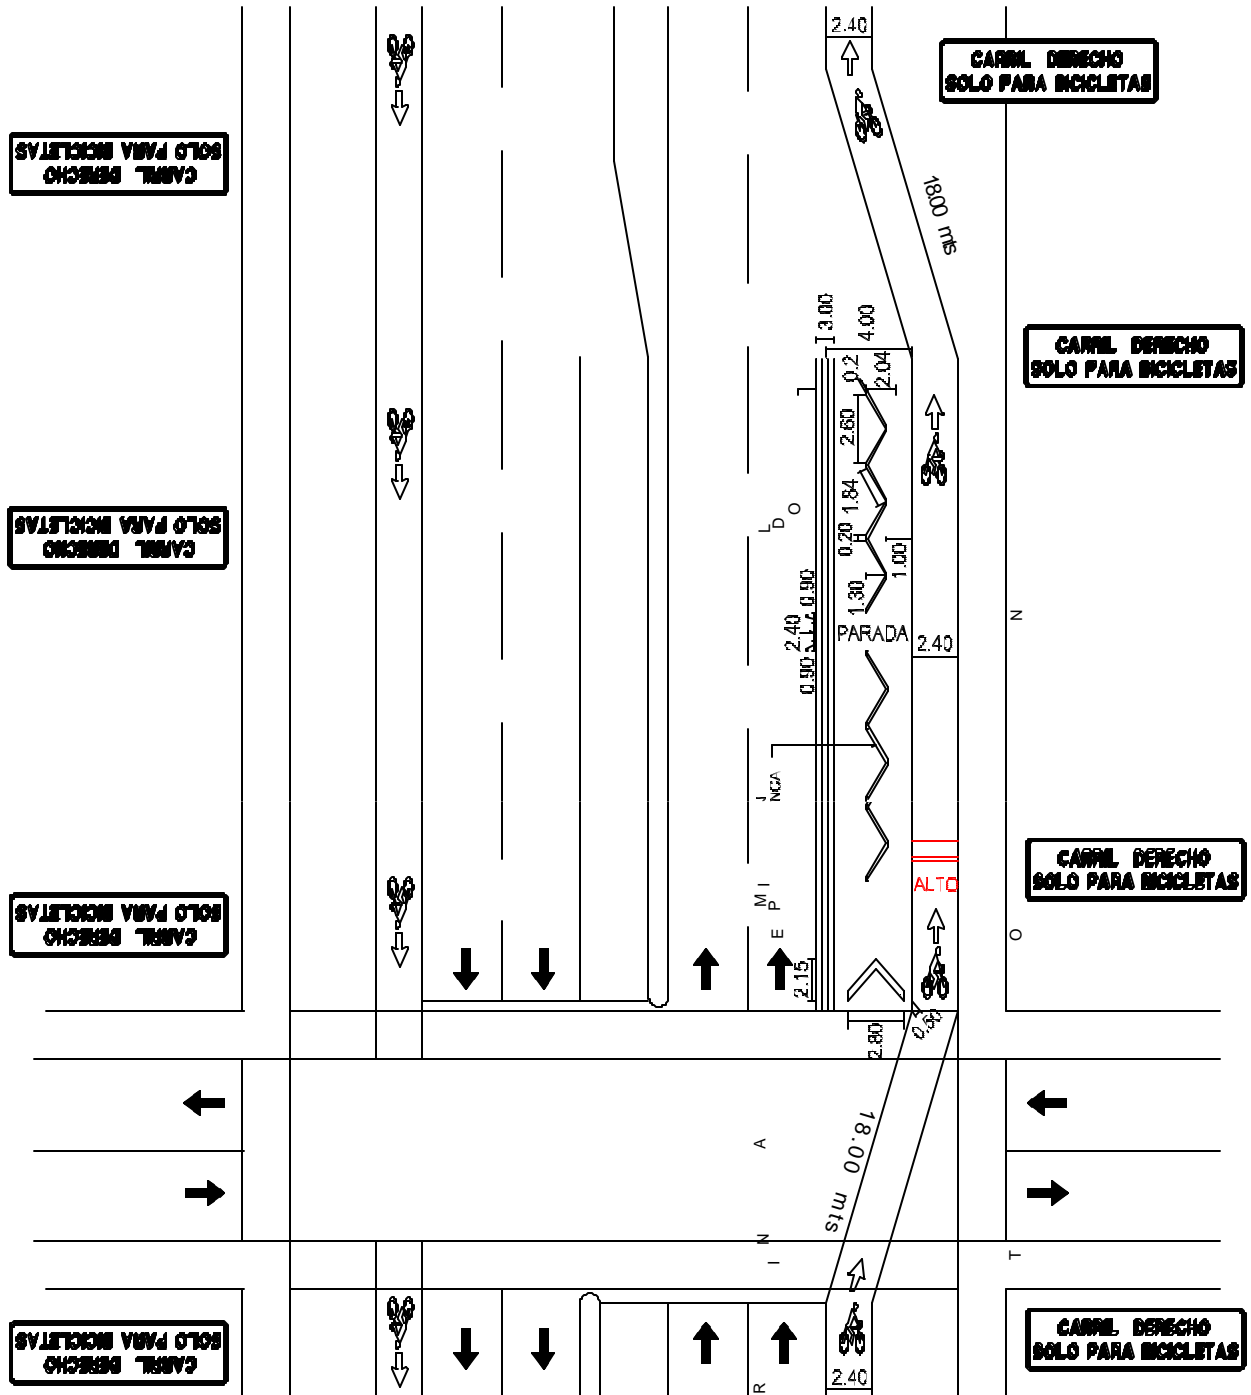 2.40
CARRIL DERECHO
SOLO PARA BICICLETAS
CARRIL DERECHO
SOLO PARA BICICLETAS
18.00 mts
3.00
4.00
0.2
2.04
CARRIL DERECHO
SOLO PARA BICICLETAS
2.60
1.84
L
D
O
CARRIL DERECHO
SOLO PARA BICICLETAS
0.20
1.00
0.90
1.30
2.40
PARADA
2.40
0.90
N
J
NCA
CARRIL DERECHO
SOLO PARA BICICLETAS
ALTO
I
M
P
E
O
CARRIL DERECHO
SOLO PARA BICICLETAS
2.15
2.80
0.50
18.00 mts
A
N
I
T
CARRIL DERECHO
SOLO PARA BICICLETAS
CARRIL DERECHO
SOLO PARA BICICLETAS
2.40
R